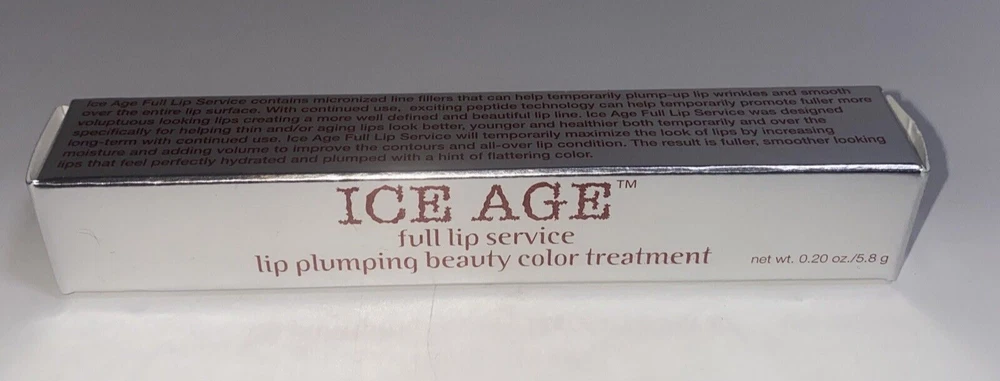 Ice Age Full Lip Service contains micronized line fillers that can help temporarily plump-up lip wrinkles and smooth
over the entire lip surface. With continued use, exciting peptide technology can help temporarily promote fuller more
voluptuous looking lips creating a more well defined and beautiful lip line. Ice Age Full Lip Service was designed
specifically for helping thin and/or aging lips look better, younger and healthier both temporarily and over the
long-term with continued use. Ice Age Full Lip Service will temporarily maximize the look of lips by increasing
moisture and adding volume to improve the contours and all-over lip condition. The result is fuller, smoother looking
lips that feel perfectly hydrated and plumped with a hint of flattering color.
ICE AGE™
full lip service
lip plumping beauty color treatment
net wt. 0.20 oz./5.8 g